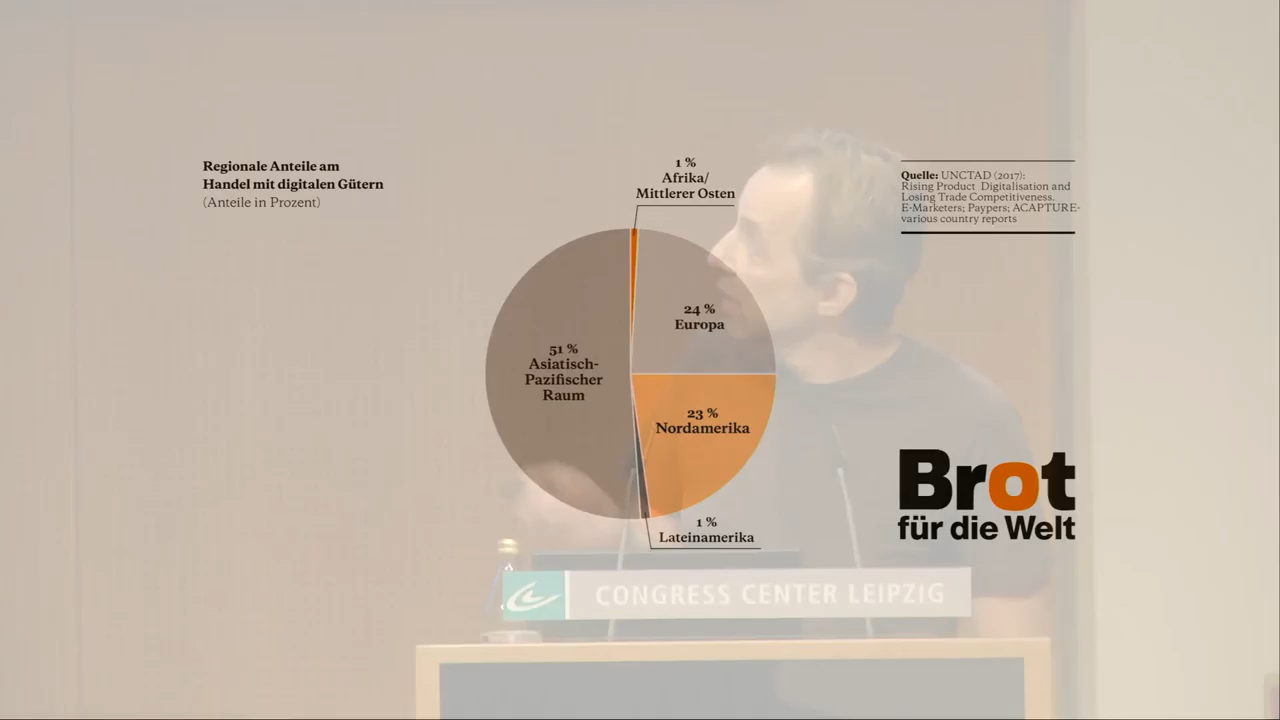 Regionale Anteile am
Handel mit digitalen Gütern
(Anteile in Prozent)
1 %
Afrika/
Mittlerer Osten
Quelle: UNCTAD (2017):
Rising Product Digitalisation and
Losing Trade Competitiveness.
E-Marketers; Paypers; ACAPTURE-
various country reports
24 %
Europa
51 %
Asiatisch-
Pazifischer
Raum
23 %
Nordamerika
1 %
Lateinamerika
Brot
für die Welt
CONGRESS CENTER LEIPZIG